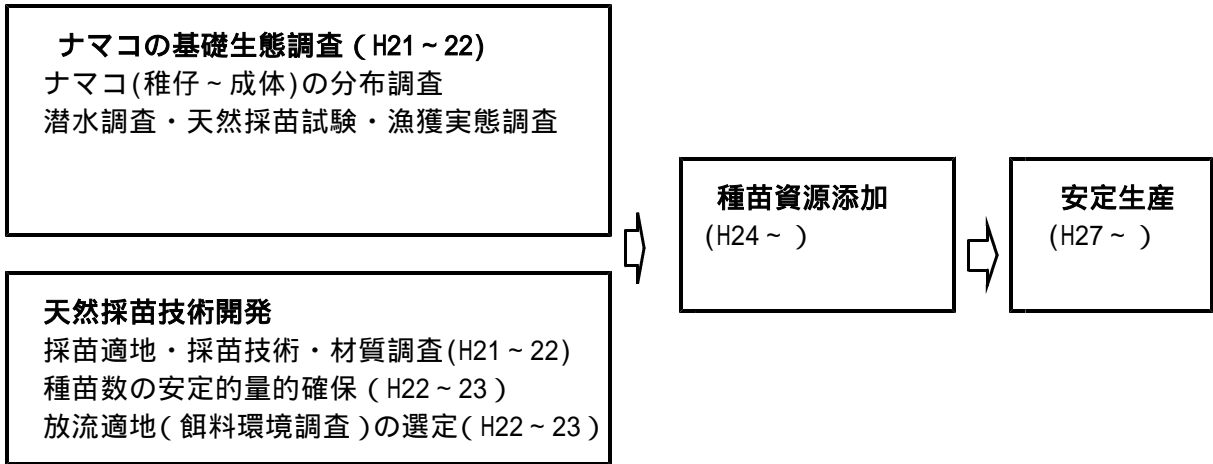 ナマコの基礎生態調査(H21~22)
ナマコ(稚仔~成体)の分布調査
潜水調査・天然採苗試験・漁獲実態調査
天然採苗技術開発
採苗適地・採苗技術・材質調査(H21~22)
種苗数の安定的量的確保(H22~23)
放流適地(餌料環境調査)の選定(H22~23)
種苗資源添加
(H24~ )
安定生産
(H27~ )